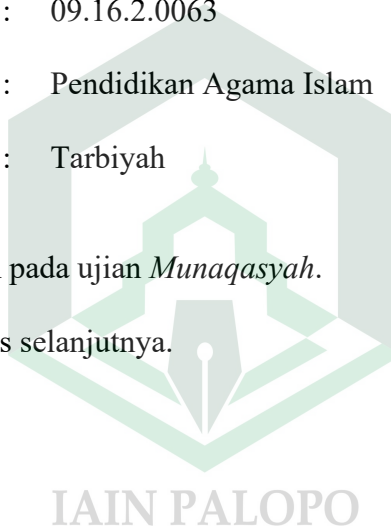 : 09.16.2.0063
: Pendidikan Agama Islam
: Tarbiyah
pada ujian Munaqasyah.
s selanjutnya.
IAIN PALOPO